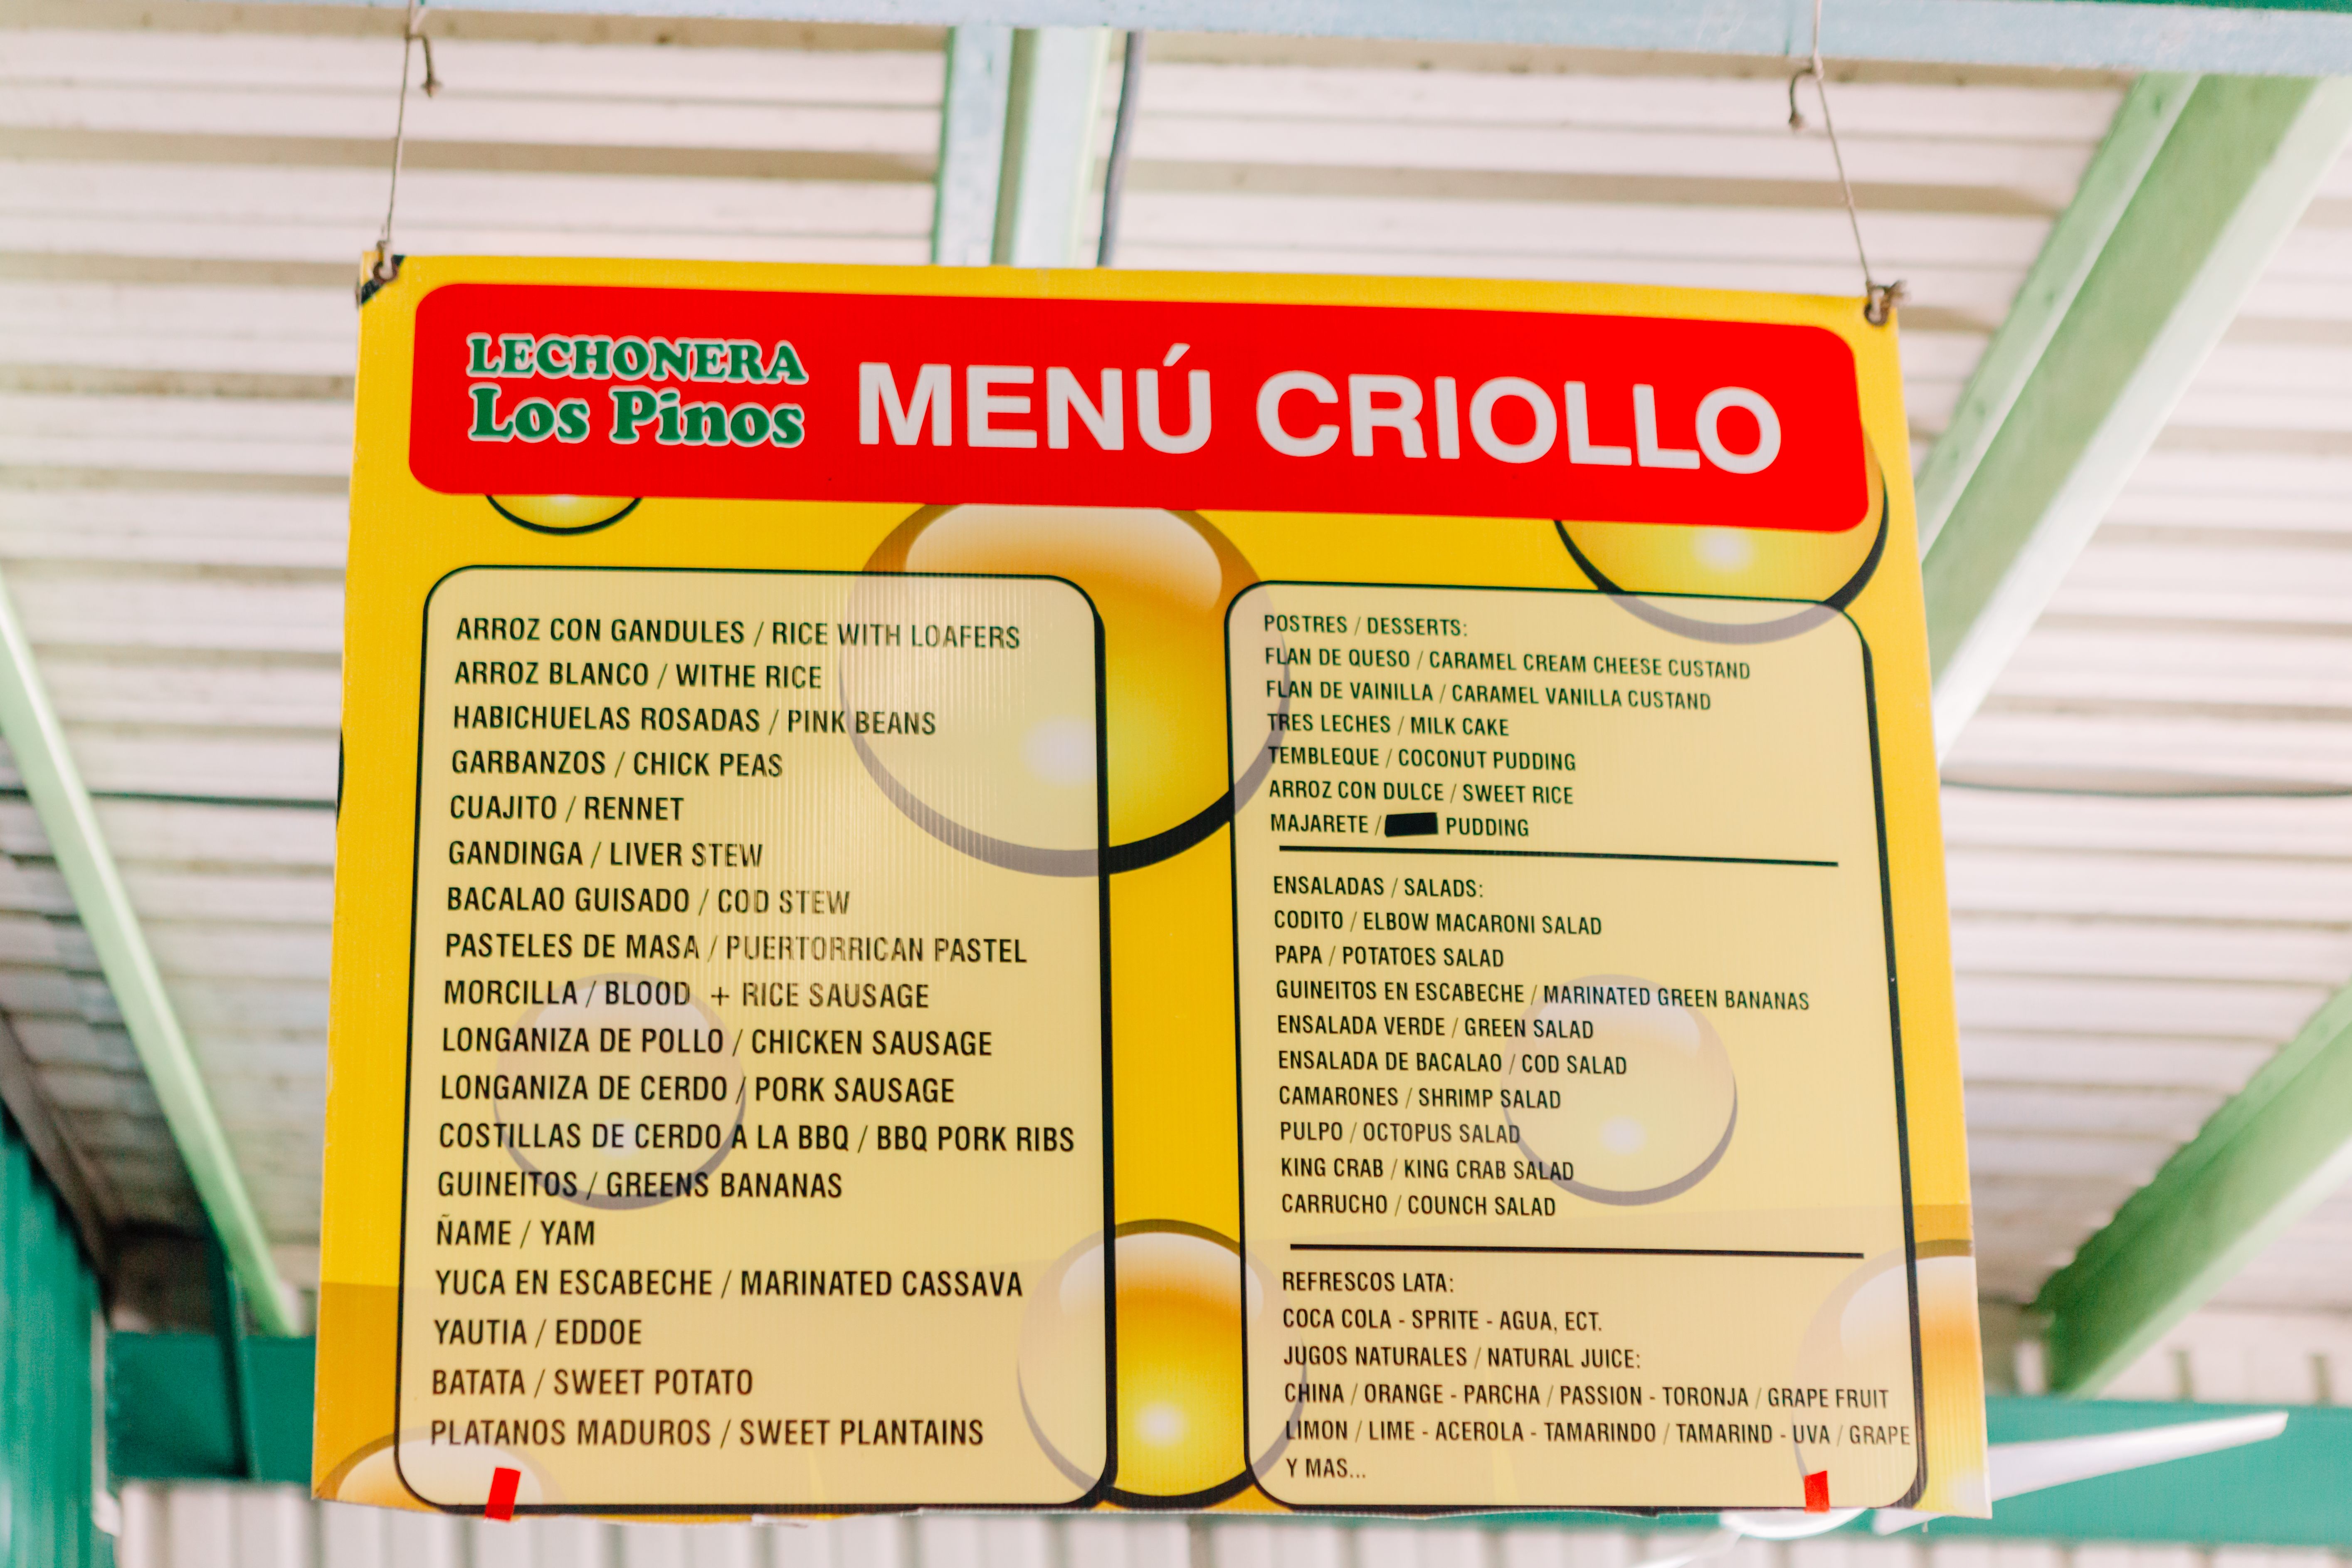 LECHONERA
Los Pinos
MENÚ CRIOLLO
ARROZ CON GANDULES / RICE WITH LOAFERS
ARROZ BLANCO / WITHE RICE
HABICHUELAS ROSADAS / PINK BEANS
GARBANZOS / CHICK PEAS
CUAJITO / RENNET
GANDINGA / LIVER STEW
BACALAO GUISADO / COD STEW
PASTELES DE MASA / PUERTORRICAN PASTEL
MORCILLA / BLOOD + RICE SAUSAGE
LONGANIZA DE POLLO / CHICKEN SAUSAGE
LONGANIZA DE CERDO / PORK SAUSAGE
COSTILLAS DE CERDO A LA BBQ / BBQ PORK RIBS
GUINEITOS / GREENS BANANAS
ÑAME / YAM
YUCA EN ESCABECHE / MARINATED CASSAVA
YAUTIA / EDDOE
BATATA / SWEET POTATO
PLATANOS MADUROS / SWEET PLANTAINS
POSTRES / DESSERTS:
FLAN DE QUESO / CARAMEL CREAM CHEESE CUSTAND
FLAN DE VAINILLA / CARAMEL VANILLA CUSTAND
TRES LECHES / MILK CAKE
TEMBLEQUE / COCONUT PUDDING
ARROZ CON DULCE / SWEET RICE
MAJARETE / PUDDING
ENSALADAS / SALADS:
CODITO / ELBOW MACARONI SALAD
PAPA / POTATOES SALAD
GUINEITOS EN ESCABECHE / MARINATED GREEN BANANAS
ENSALADA VERDE / GREEN SALAD
ENSALADA DE BACALAO / COD SALAD
CAMARONES / SHRIMP SALAD
PULPO / OCTOPUS SALAD
KING CRAB / KING CRAB SALAD
CARRUCHO / COUNCH SALAD
REFRESCOS LATA:
COCA COLA - SPRITE - AGUA, ECT.
JUGOS NATURALES / NATURAL JUICE:
CHINA / ORANGE - PARCHA / PASSION - TORONJA / GRAPE FRUIT
LIMON / LIME - ACEROLA - TAMARINDO / TAMARIND - UVA / GRAPE
Y MAS...